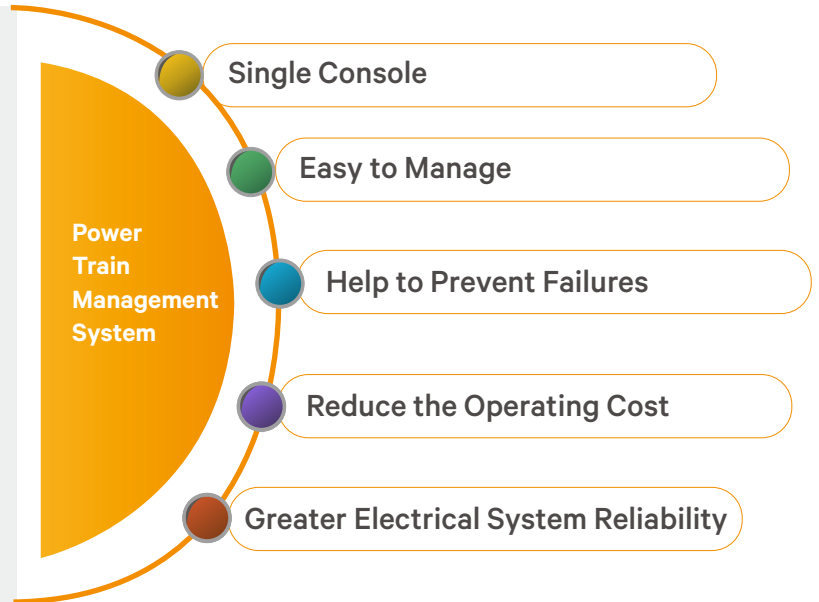 Single Console
Easy to Manage
Power
Train
Management
System
Help to Prevent Failures
Reduce the Operating Cost
Greater Electrical System Reliability